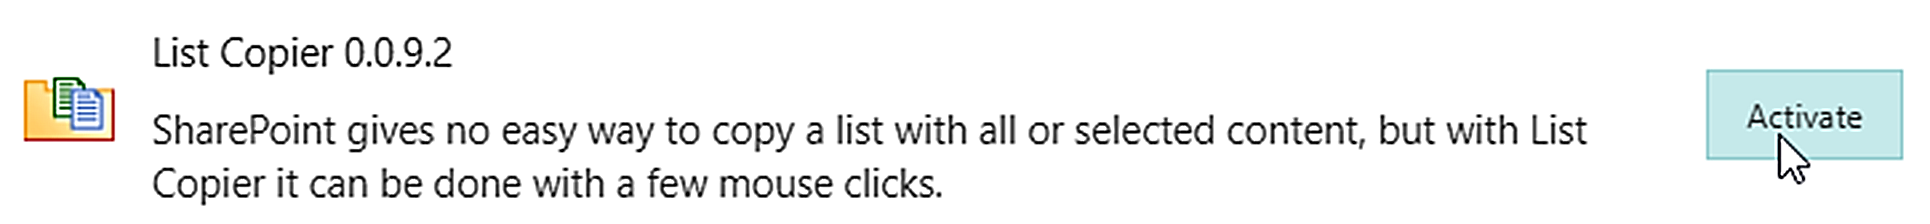 List Copier 0.0.9.2
SharePoint gives no easy way to copy a list with all or selected content, but with List
Copier it can be done with a few mouse clicks.
Activate